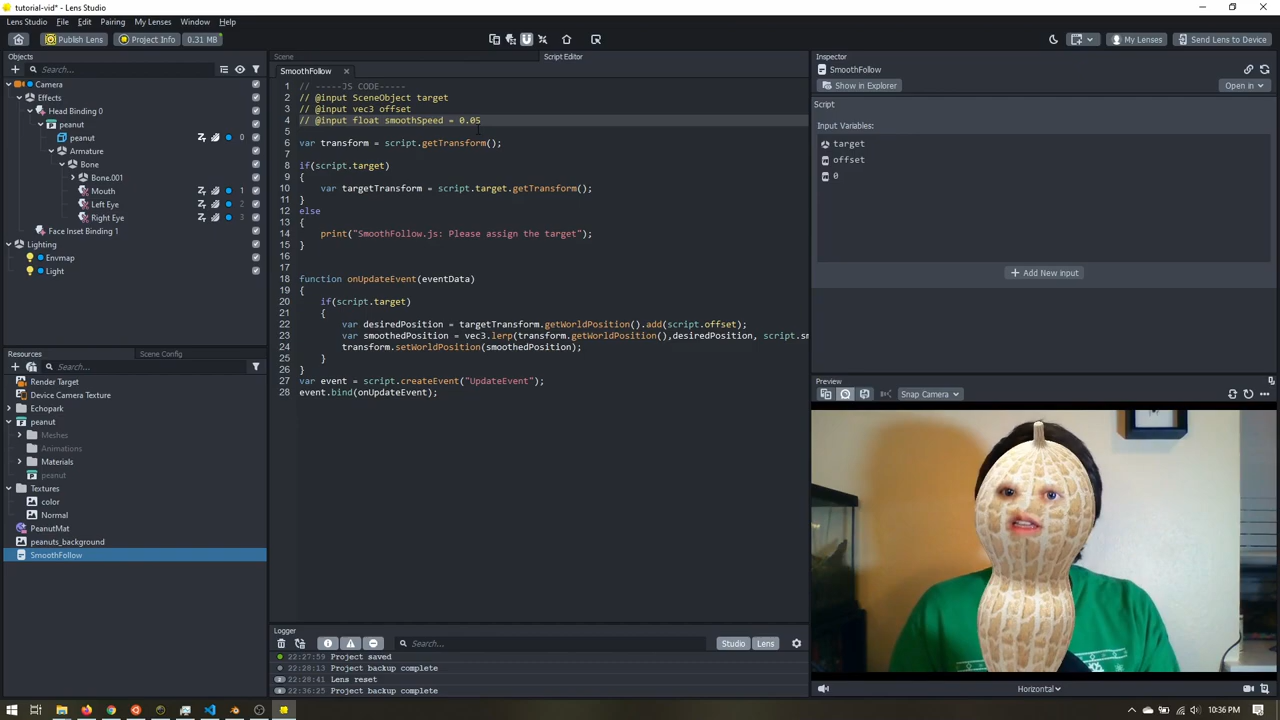 tutorial-vid* - Lens Studio
Lens Studio File Edit Pairing My Lenses Window Help
Publish Lens Project Info 0.31 MB My Lenses Send Lens to Device
Objects
Search...
Camera
Effects
Head Binding 0
peanut
peanut 0
Armature
Bone
Bone.001
Mouth 1
Left Eye 2
Right Eye 3
Face Inset Binding 1
Lighting
Envmap
Light
Resources Scene Config
Search...
Render Target
Device Camera Texture
Echopark
peanut
Meshes
Animations
Materials
peanut
Textures
color
Normal
PeanutMat
peanuts_background
SmoothFollow
Scene Script Editor
SmoothFollow
1 // -----JS CODE-----
2 // @input SceneObject target
3 // @input vec3 offset
4 // @input float smoothSpeed = 0.05
5
6 var transform = script.getTransform();
7
8 if(script.target)
9 {
10 var targetTransform = script.target.getTransform();
11 }
12 else
13 {
14 print("SmoothFollow.js: Please assign the target");
15 }
16
17
18 function onUpdateEvent(eventData)
19 {
20 if(script.target)
21 {
22 var desiredPosition = targetTransform.getWorldPosition().add(script.offset);
23 var smoothedPosition = vec3.lerp(transform.getWorldPosition(),desiredPosition, script.sm
24 transform.setWorldPosition(smoothedPosition);
25 }
26 }
27 var event = script.createEvent("UpdateEvent");
28 event.bind(onUpdateEvent);
Logger
Search... Studio Lens
22:27:59 Project saved
22:28:13 Project backup complete
22:28:41 Lens reset
22:36:25 Project backup complete
Inspector
SmoothFollow
Show in Explorer Open in
Script
Input Variables:
target
offset
0
Add New input
Preview
Snap Camera
Horizontal
10:36 PM